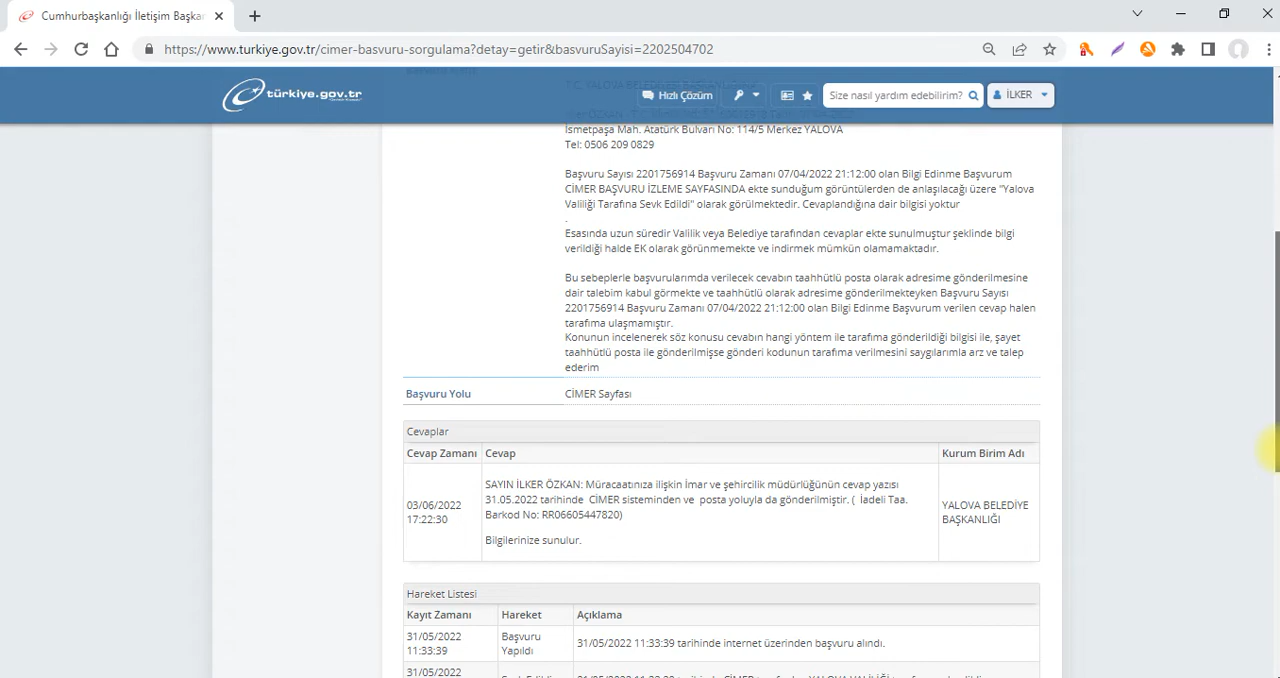 Cumhurbaşkanlığı İletişim Başkan
https://www.turkiye.gov.tr/cimer-basvuru-sorgulama?detay=getir&basvuruSayisi=2202504702
türkiye.gov.tr
Hızlı Çözüm
Size nasıl yardım edebilirim?
İLKER
T.C. YALOVA BELEDİYE
İsmetpaşa Mah. Atatürk Bulvarı No: 114/5 Merkez YALOVA
Tel: 0506 209 0829
Başvuru Sayısı 2201756914 Başvuru Zamanı 07/04/2022 21:12:00 olan Bilgi Edinme Başvurum
CİMER BAŞVURU İZLEME SAYFASINDA ekte sunduğum görüntülerden de anlaşılacağı üzere "Yalova
Valiliği Tarafına Sevk Edildi" olarak görülmektedir. Cevaplandığına dair bilgisi yoktur
.
Esasında uzun süredir Valilik veya Belediye tarafından cevaplar ekte sunulmuştur şeklinde bilgi
verildiği halde EK olarak görünmemekte ve indirmek mümkün olamamaktadır.
Bu sebeplerle başvurularımda verilecek cevabın taahhütlü posta olarak adresime gönderilmesine
dair talebim kabul görmekte ve taahhütlü olarak adresime gönderilmekteyken Başvuru Sayısı
2201756914 Başvuru Zamanı 07/04/2022 21:12:00 olan Bilgi Edinme Başvurum verilen cevap halen
tarafıma ulaşmamıştır.
Konunun incelenerek söz konusu cevabın hangi yöntem ile tarafıma gönderildiği bilgisi ile, şayet
taahhütlü posta ile gönderilmişse gönderi kodunun tarafıma verilmesini saygılarımla arz ve talep
ederim
Başvuru Yolu CİMER Sayfası
Cevaplar
Cevap Zamanı Cevap Kurum Birim Adı
03/06/2022
17:22:30
SAYIN İLKER ÖZKAN: Müracaatınıza ilişkin İmar ve şehircilik müdürlüğünün cevap yazısı
31.05.2022 tarihinde CİMER sisteminden ve posta yoluyla da gönderilmiştir. ( İadeli Taa.
Barkod No: RR06605447820)
Bilgilerinize sunulur.
YALOVA BELEDİYE
BAŞKANLIĞI
Hareket Listesi
Kayıt Zamanı Hareket Açıklama
31/05/2022
11:33:39
Başvuru
Yapıldı
31/05/2022 11:33:39 tarihinde internet üzerinden başvuru alındı.
31/05/2022